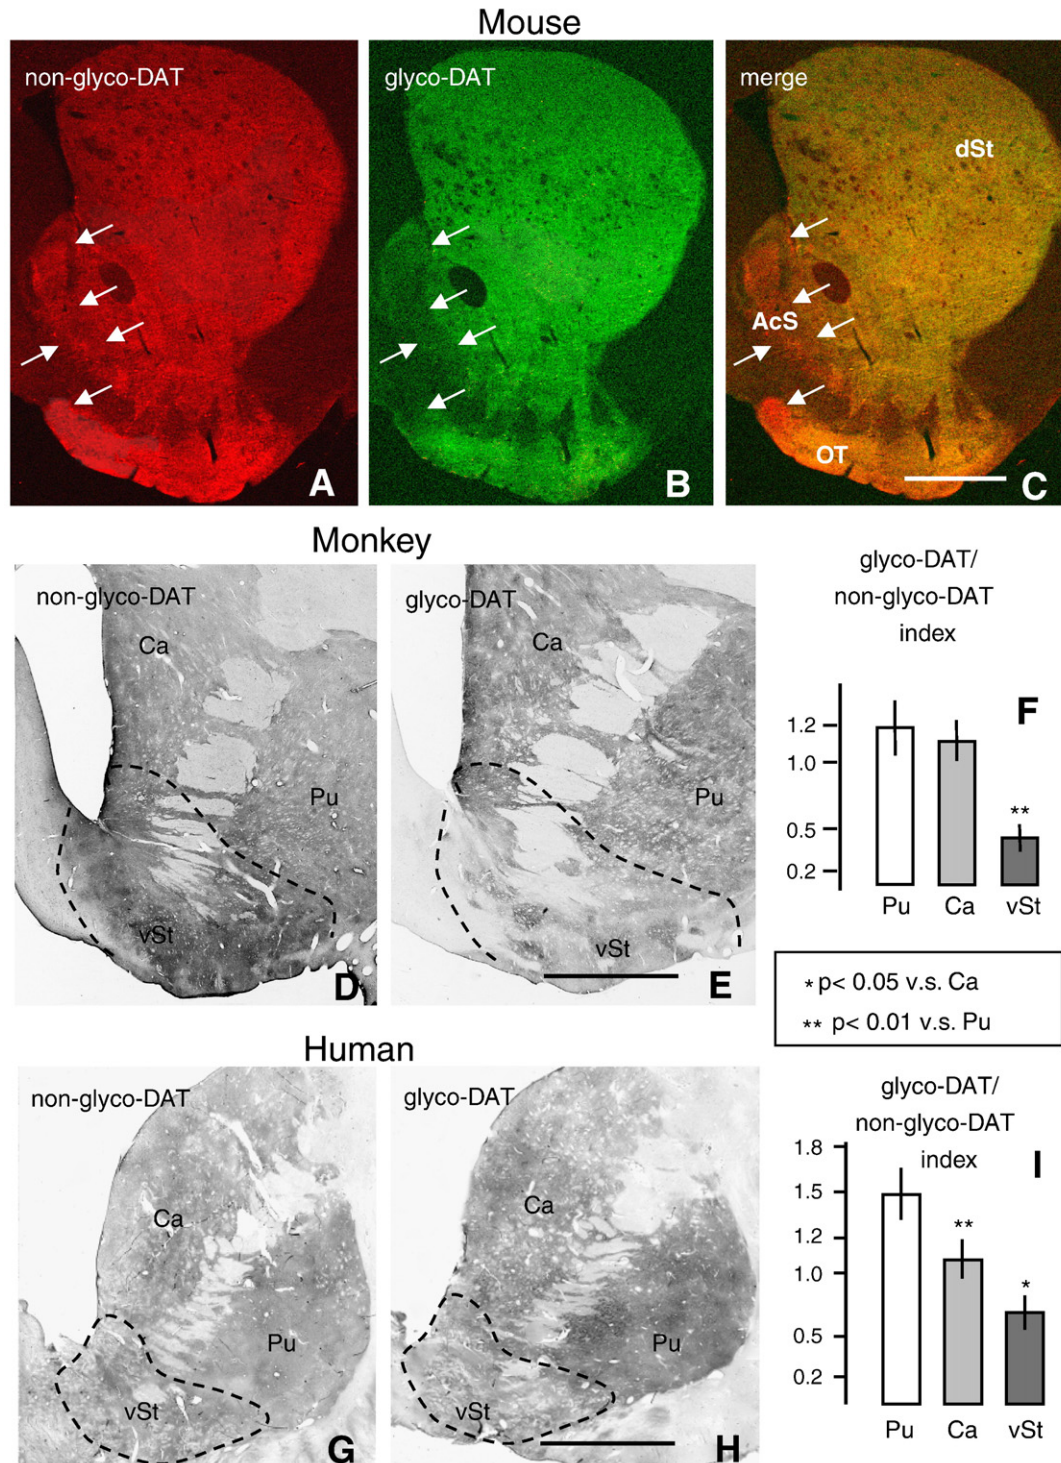 Mouse
non-glyco-DAT
glyco-DAT
merge
dSt
AcS
OT
A
B
C
Monkey
non-glyco-DAT
Ca
Pu
vSt
D
glyco-DAT
Ca
Pu
vSt
E
glyco-DAT/
non-glyco-DAT
index
F
1.2
1.0
0.5
0.2
**
Pu Ca vSt
* p< 0.05 v.s. Ca
** p< 0.01 v.s. Pu
Human
non-glyco-DAT
Ca
Pu
vSt
G
glyco-DAT
Ca
Pu
vSt
H
glyco-DAT/
non-glyco-DAT
index
I
1.8
1.5
1.2
1.0
0.5
0.2
**
*
Pu Ca vSt